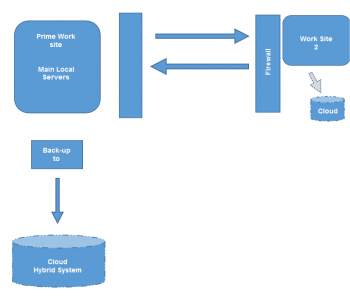 Prime Work
site
Main Local
Servers
Firewall
Work Site
2
Cloud
Back-up
to
Cloud
Hybrid System